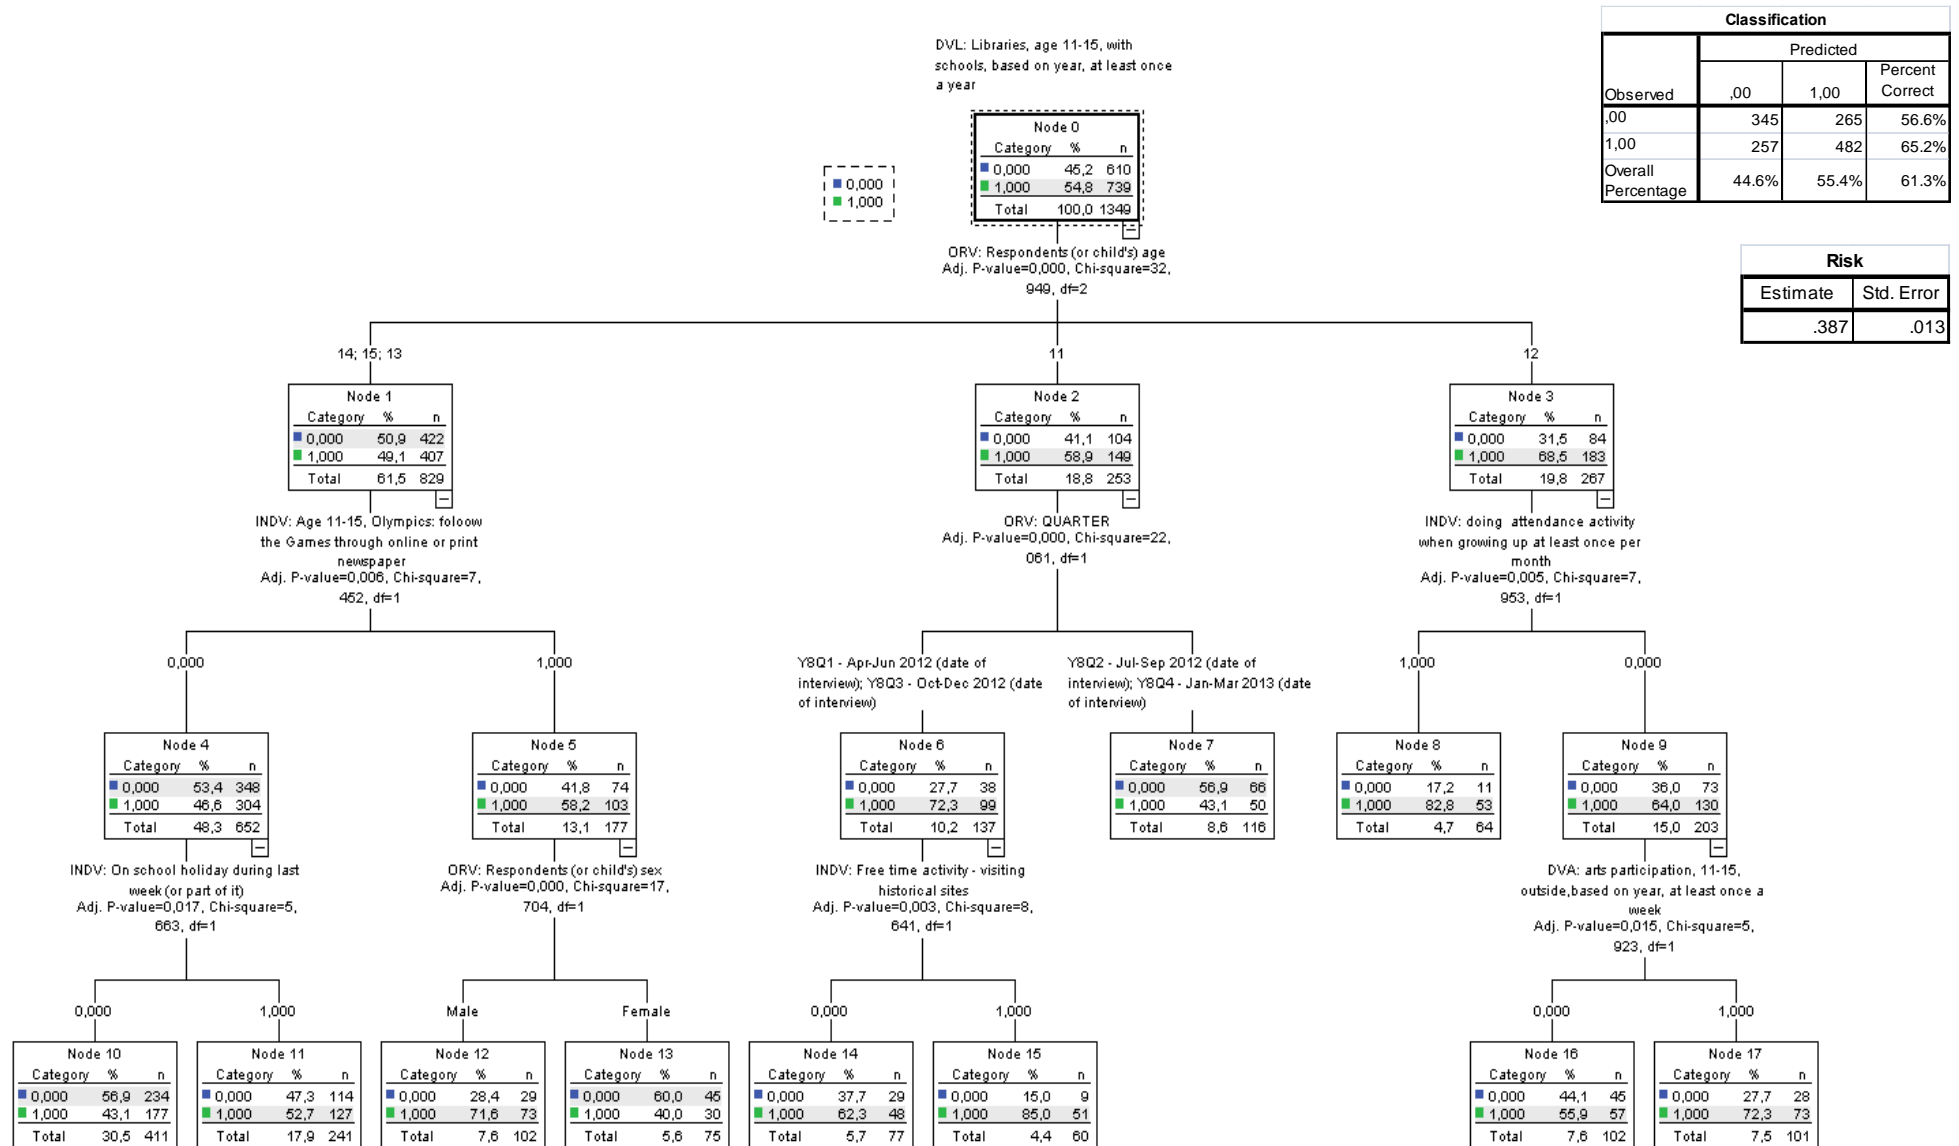 Classification
Predicted
Observed ,00 1,00 Percent Correct
,00 345 265 56.6%
1,00 257 482 65.2%
Overall Percentage 44.6% 55.4% 61.3%
Risk
Estimate Std. Error
.387 .013
DVL: Libraries, age 11-15, with
schools, based on year, at least once
a year
0,000
1,000
Node 0
Category % n
0,000 45,2 610
1,000 54,8 739
Total 100,0 1349
ORV: Respondents (or child's) age
Adj. P-value=0,000, Chi-square=32,
949, df=2
14; 15; 13
11
12
Node 1
Category % n
0,000 50,9 422
1,000 49,1 407
Total 61,5 829
Node 2
Category % n
0,000 41,1 104
1,000 58,9 149
Total 18,8 253
Node 3
Category % n
0,000 31,5 84
1,000 68,5 183
Total 19,8 267
INDV: Age 11-15, Olympics: foloow
the Games through online or print
newspaper
Adj. P-value=0,006, Chi-square=7,
452, df=1
ORV: QUARTER
Adj. P-value=0,000, Chi-square=22,
061, df=1
INDV: doing attendance activity
when growing up at least once per
month
Adj. P-value=0,005, Chi-square=7,
953, df=1
0,000
1,000
Y8Q1 - Apr-Jun 2012 (date of
interview); Y8Q3 - Oct-Dec 2012 (date
of interview)
Y8Q2 - Jul-Sep 2012 (date of
interview); Y8Q4 - Jan-Mar 2013 (date
of interview)
1,000
0,000
Node 4
Category % n
0,000 53,4 348
1,000 46,6 304
Total 48,3 652
Node 5
Category % n
0,000 41,8 74
1,000 58,2 103
Total 13,1 177
Node 6
Category % n
0,000 27,7 38
1,000 72,3 99
Total 10,2 137
Node 7
Category % n
0,000 56,9 66
1,000 43,1 50
Total 8,6 116
Node 8
Category % n
0,000 17,2 11
1,000 82,8 53
Total 4,7 64
Node 9
Category % n
0,000 36,0 73
1,000 64,0 130
Total 15,0 203
INDV: On school holiday during last
week (or part of it)
Adj. P-value=0,017, Chi-square=5,
663, df=1
ORV: Respondents (or child's) sex
Adj. P-value=0,000, Chi-square=17,
704, df=1
INDV: Free time activity - visiting
historical sites
Adj. P-value=0,003, Chi-square=8,
641, df=1
DVA: arts participation, 11-15,
outside,based on year, at least once a
week
Adj. P-value=0,015, Chi-square=5,
923, df=1
0,000
1,000
Male
Female
0,000
1,000
0,000
1,000
Node 10
Category % n
0,000 56,9 234
1,000 43,1 177
Total 30,5 411
Node 11
Category % n
0,000 47,3 114
1,000 52,7 127
Total 17,9 241
Node 12
Category % n
0,000 28,4 29
1,000 71,6 73
Total 7,6 102
Node 13
Category % n
0,000 60,0 45
1,000 40,0 30
Total 5,6 75
Node 14
Category % n
0,000 37,7 29
1,000 62,3 48
Total 5,7 77
Node 15
Category % n
0,000 15,0 9
1,000 85,0 51
Total 4,4 60
Node 16
Category % n
0,000 44,1 45
1,000 55,9 57
Total 7,6 102
Node 17
Category % n
0,000 27,7 28
1,000 72,3 73
Total 7,5 101